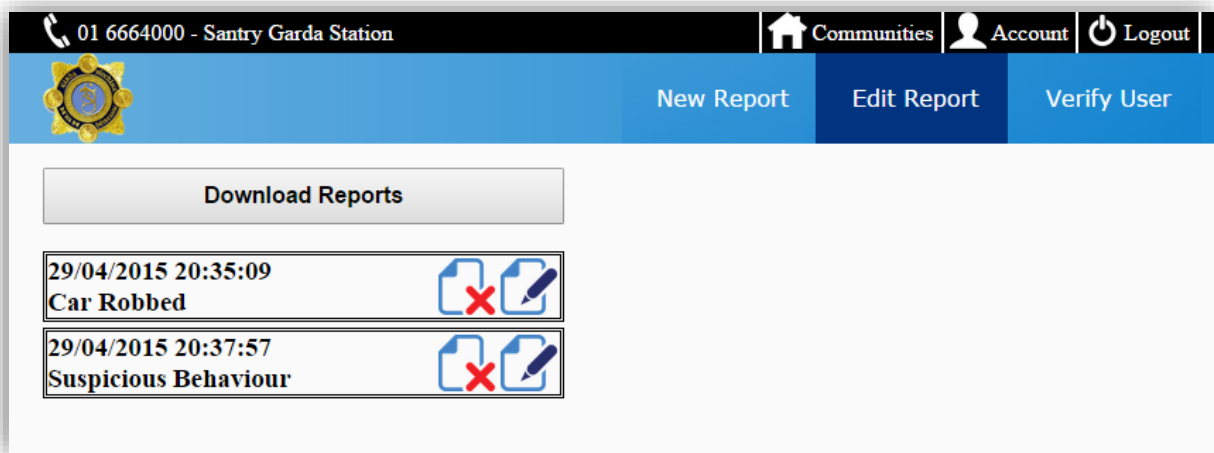 01 6664000 - Santry Garda Station
Communities
Account
Logout
New Report
Edit Report
Verify User
Download Reports
29/04/2015 20:35:09
Car Robbed
29/04/2015 20:37:57
Suspicious Behaviour